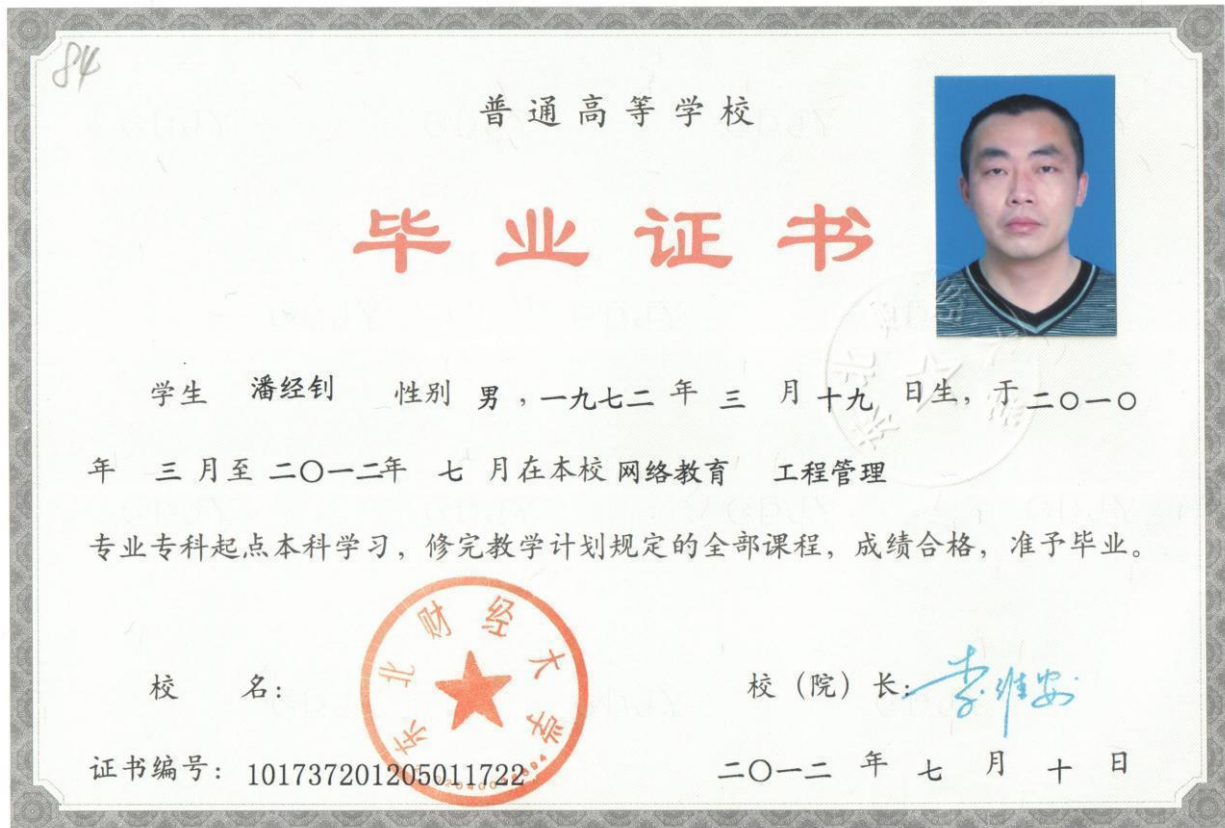 84
普通高等学校
毕业证书
学生 潘经钊 性别 男，一九七二 年 三 月 十九 日生，于 二〇一〇
年 三 月至 二〇一二年 七 月在本校 网络教育 工程管理
专业专科起点本科学习，修完教学计划规定的全部课程，成绩合格，准予毕业。
东北财经大学
校 名： 校（院）长：李维安
证书编号：101737201205011722 二〇一二 年 七 月 十 日